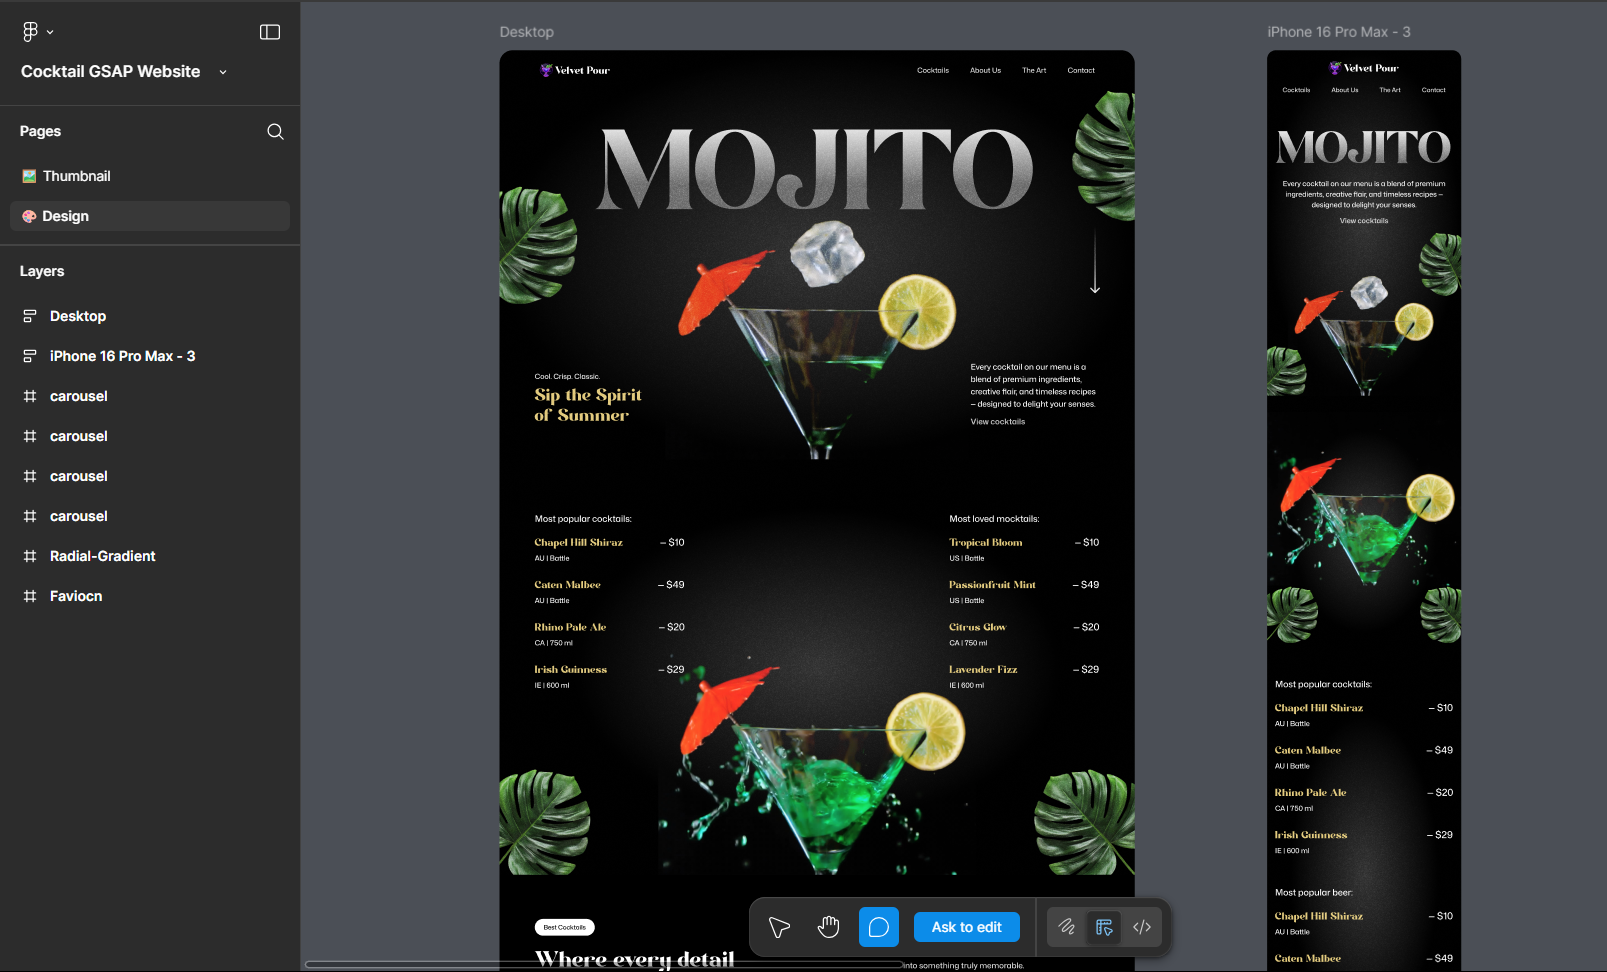 Cocktail GSAP Website
Pages
Thumbnail
Design
Layers
Desktop
iPhone 16 Pro Max - 3
carousel
carousel
carousel
carousel
Radial-Gradient
Faviocn
Desktop
Velvet Pour
Cocktails About Us The Art Contact
MOJITO
Cool. Crisp. Classic.
Sip the Spirit
of Summer
Every cocktail on our menu is a
blend of premium ingredients,
creative flair, and timeless recipes
– designed to delight your senses.
View cocktails
Most popular cocktails:
Chapel Hill Shiraz – $10
AU | Battle
Caten Malbee – $49
AU | Battle
Rhino Pale Ale – $20
CA | 750 ml
Irish Guinness – $29
IE | 600 ml
Most loved mocktails:
Tropical Bloom – $10
US | Battle
Passionfruit Mint – $49
US | Battle
Citrus Glow – $20
CA | 750 ml
Lavender Fizz – $29
IE | 600 ml
Best Cocktails
Where every detail
into something truly memorable.
Ask to edit
iPhone 16 Pro Max - 3
Velvet Pour
Cocktails About Us The Art Contact
MOJITO
Every cocktail on our menu is a blend of premium
ingredients, creative flair, and timeless recipes –
designed to delight your senses.
View cocktails
Most popular cocktails:
Chapel Hill Shiraz – $10
AU | Battle
Caten Malbee – $49
AU | Battle
Rhino Pale Ale – $20
CA | 750 ml
Irish Guinness – $29
IE | 600 ml
Most popular beer:
Chapel Hill Shiraz – $10
AU | Battle
Caten Malbee – $49